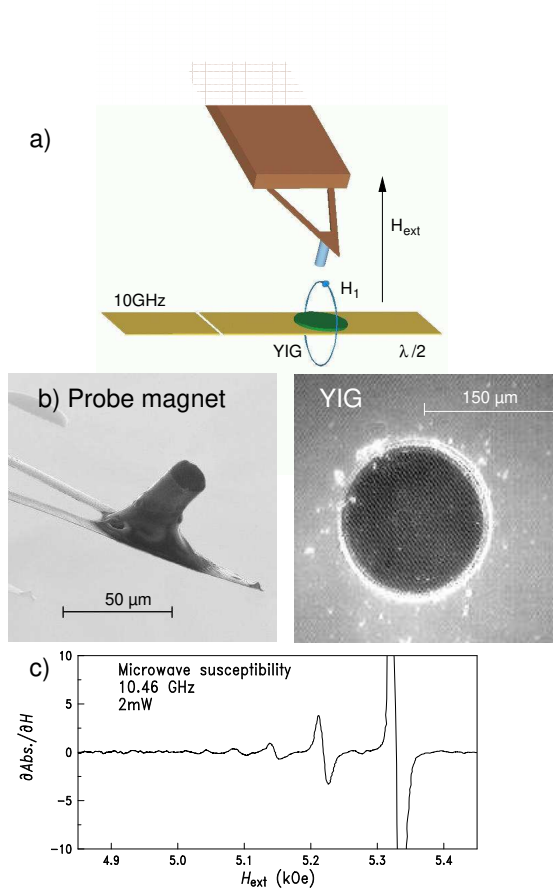 a)
H_ext
H_1
10GHz
YIG
λ/2
b) Probe magnet
50 µm
YIG
150 µm
c)
Microwave susceptibility
10.46 GHz
2mW
10
5
0
-5
-10
∂Abs./∂H
4.9 5.0 5.1 5.2 5.3 5.4
H_ext (kOe)